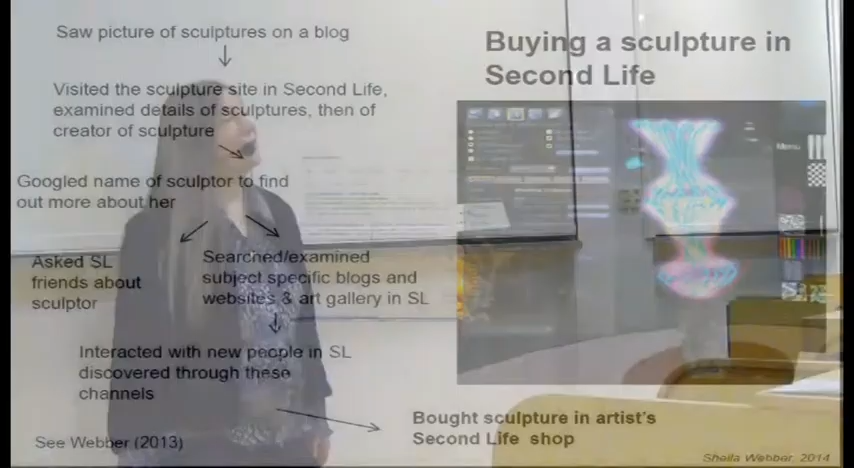 Saw picture of sculptures on a blog
Buying a sculpture in
Second Life
Visited the sculpture site in Second Life,
examined details of sculptures, then of
creator of sculpture
Menu
Googled name of sculptor to find
out more about her
Asked SL
friends about
sculptor
Searched/examined
subject specific blogs and
websites & art gallery in SL
Interacted with new people in SL
discovered through these
channels
Bought sculpture in artist's
Second Life shop
See Webber (2013)
Sheila Webber, 2014